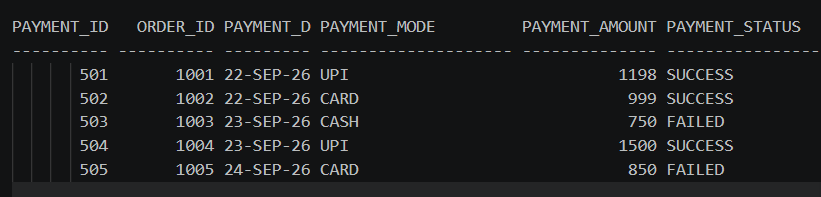 PAYMENT_ID   ORDER_ID PAYMENT_D PAYMENT_MODE         PAYMENT_AMOUNT PAYMENT_STATUS
---------- ---------- --------- -------------------- -------------- ----------------
       501       1001 22-SEP-26 UPI                            1198 SUCCESS
       502       1002 22-SEP-26 CARD                            999 SUCCESS
       503       1003 23-SEP-26 CASH                            750 FAILED
       504       1004 23-SEP-26 UPI                            1500 SUCCESS
       505       1005 24-SEP-26 CARD                            850 FAILED